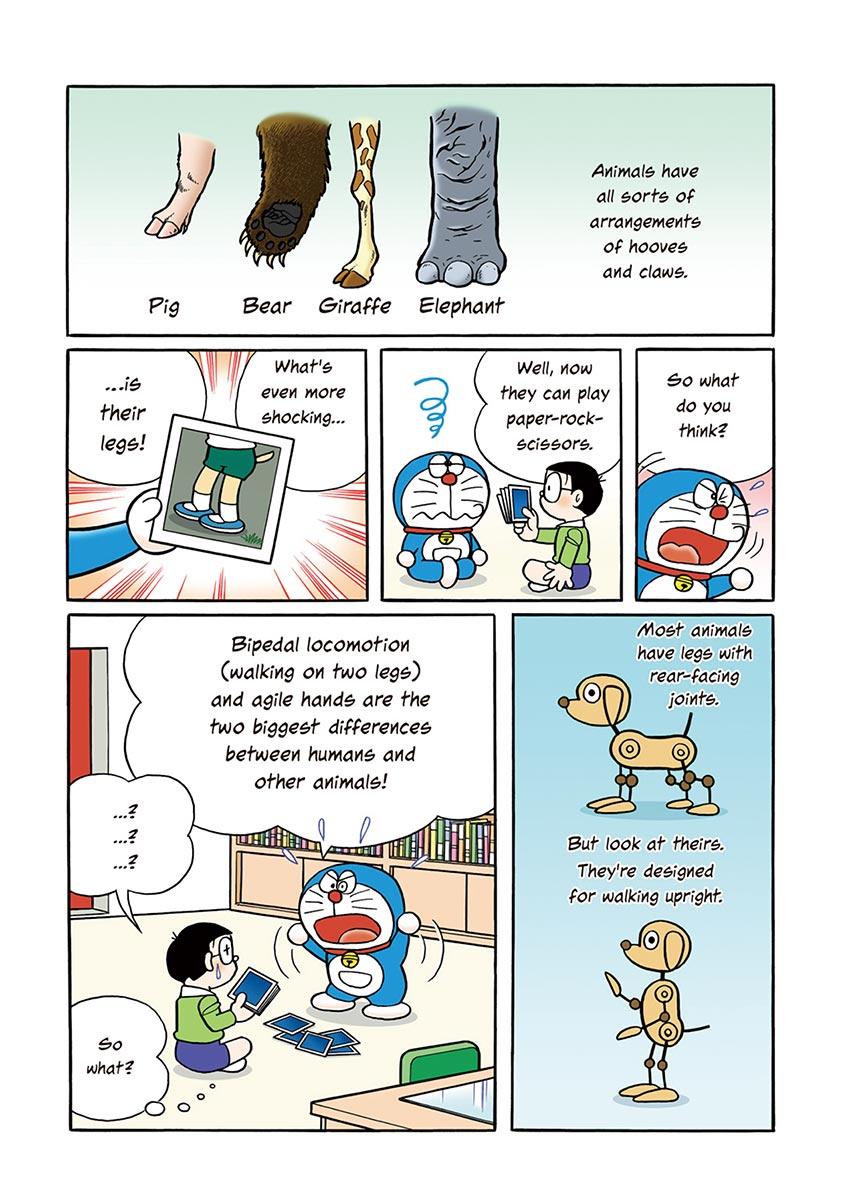 Animals have
all sorts of
arrangements
of hooves
and claws.
Pig Bear Giraffe Elephant
So what
do you
think?
Well, now
they can play
paper-rock-
scissors.
What's
even more
shocking...
...is
their
legs!
Most animals
have legs with
rear-facing
joints.
But look at theirs.
They're designed
for walking upright.
Bipedal locomotion
(walking on two legs)
and agile hands are the
two biggest differences
between humans and
other animals!
...?
...?
...?
So
what?